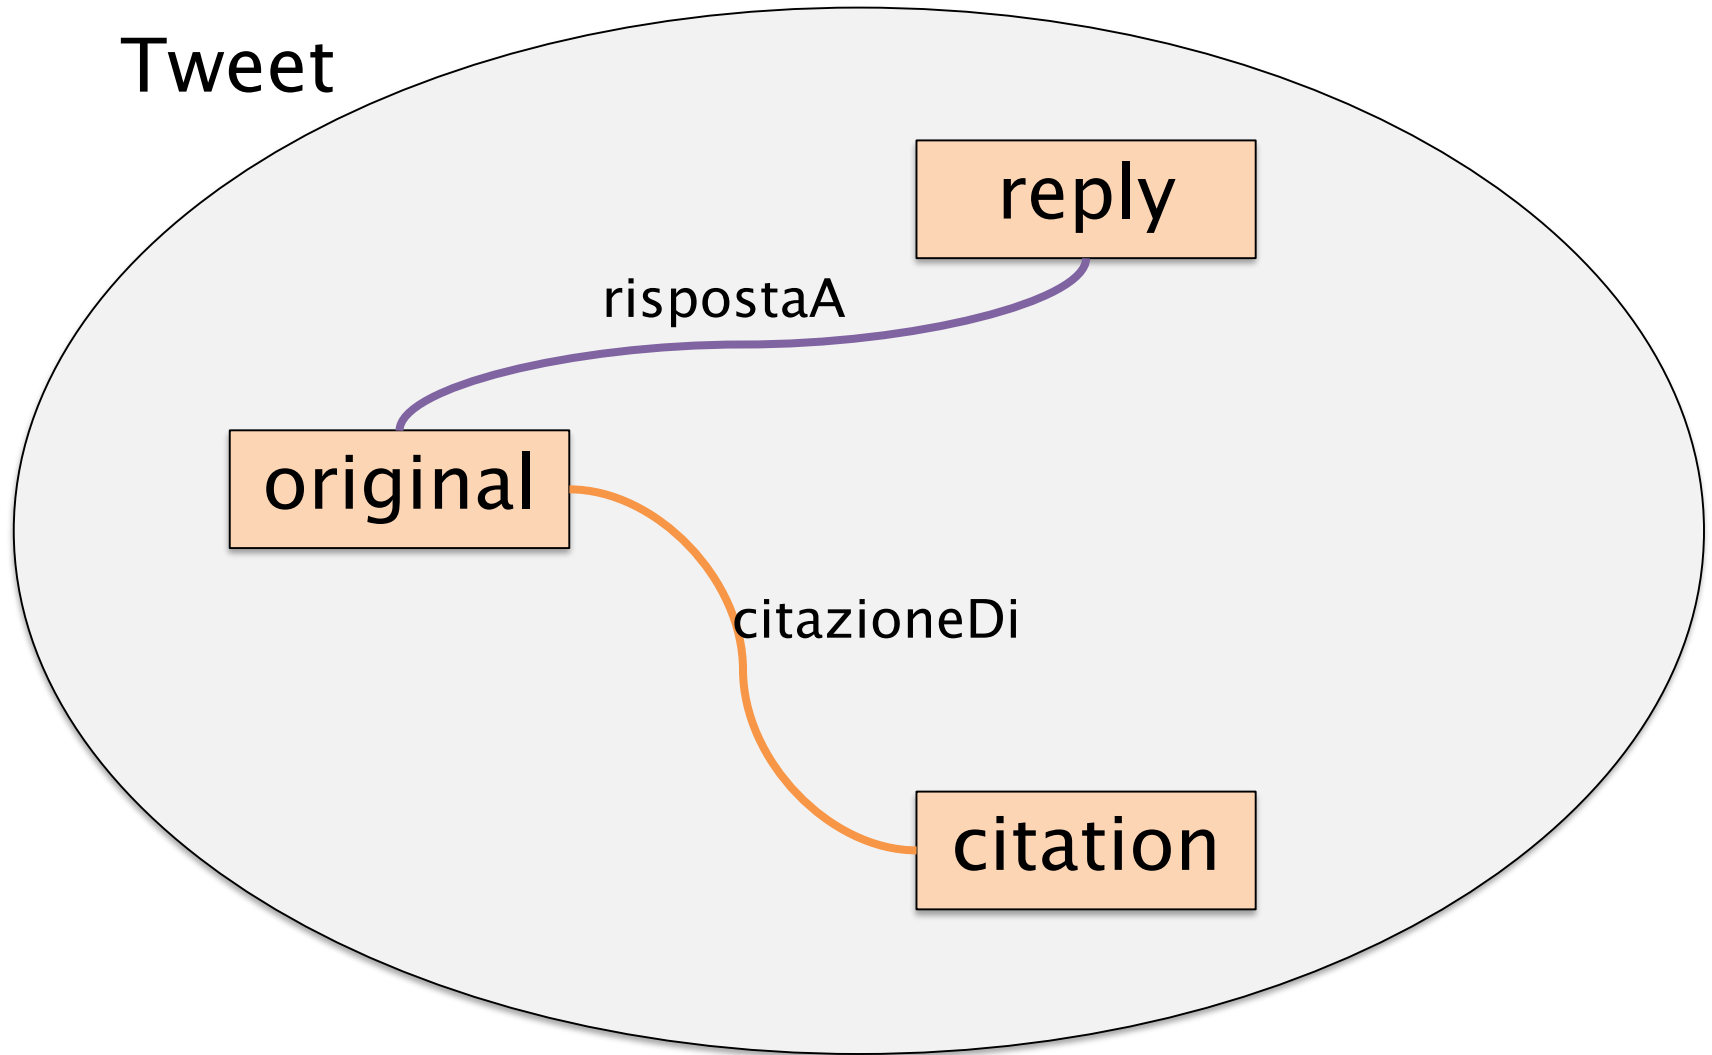 Tweet
reply
rispostaA
original
citazioneDi
citation